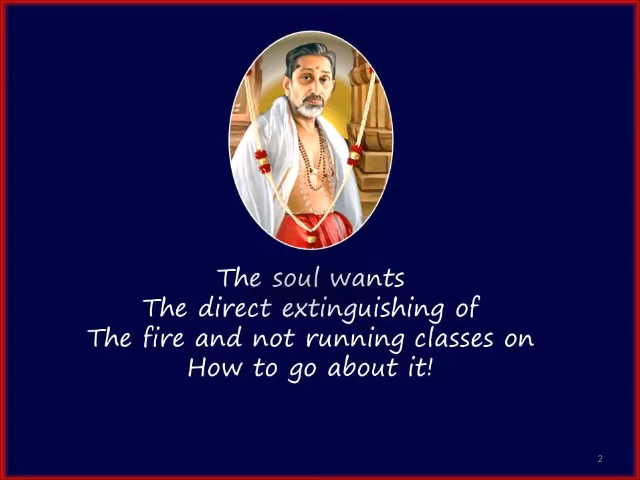 The soul wants
The direct extinguishing of
The fire and not running classes on
How to go about it!
2